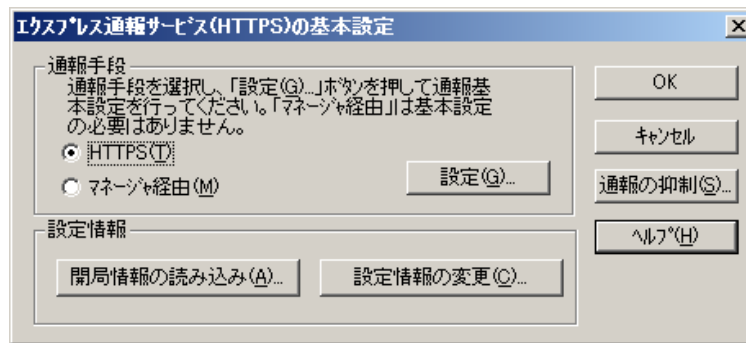 ｴｸｽﾌﾟﾚｽ通報ｻｰﾋﾞｽ(HTTPS)の基本設定
通報手段
通報手段を選択し、「設定(G)...」ﾎﾞﾀﾝを押して通報基
本設定を行ってください。「ﾏﾈｰｼﾞｬ経由」は基本設定
の必要はありません。
HTTPS(T)
ﾏﾈｰｼﾞｬ経由(M)
設定(G)...
設定情報
開局情報の読み込み(A)...
設定情報の変更(C)...
OK
ｷｬﾝｾﾙ
通報の抑制(S)...
ﾍﾙﾌﾟ(H)